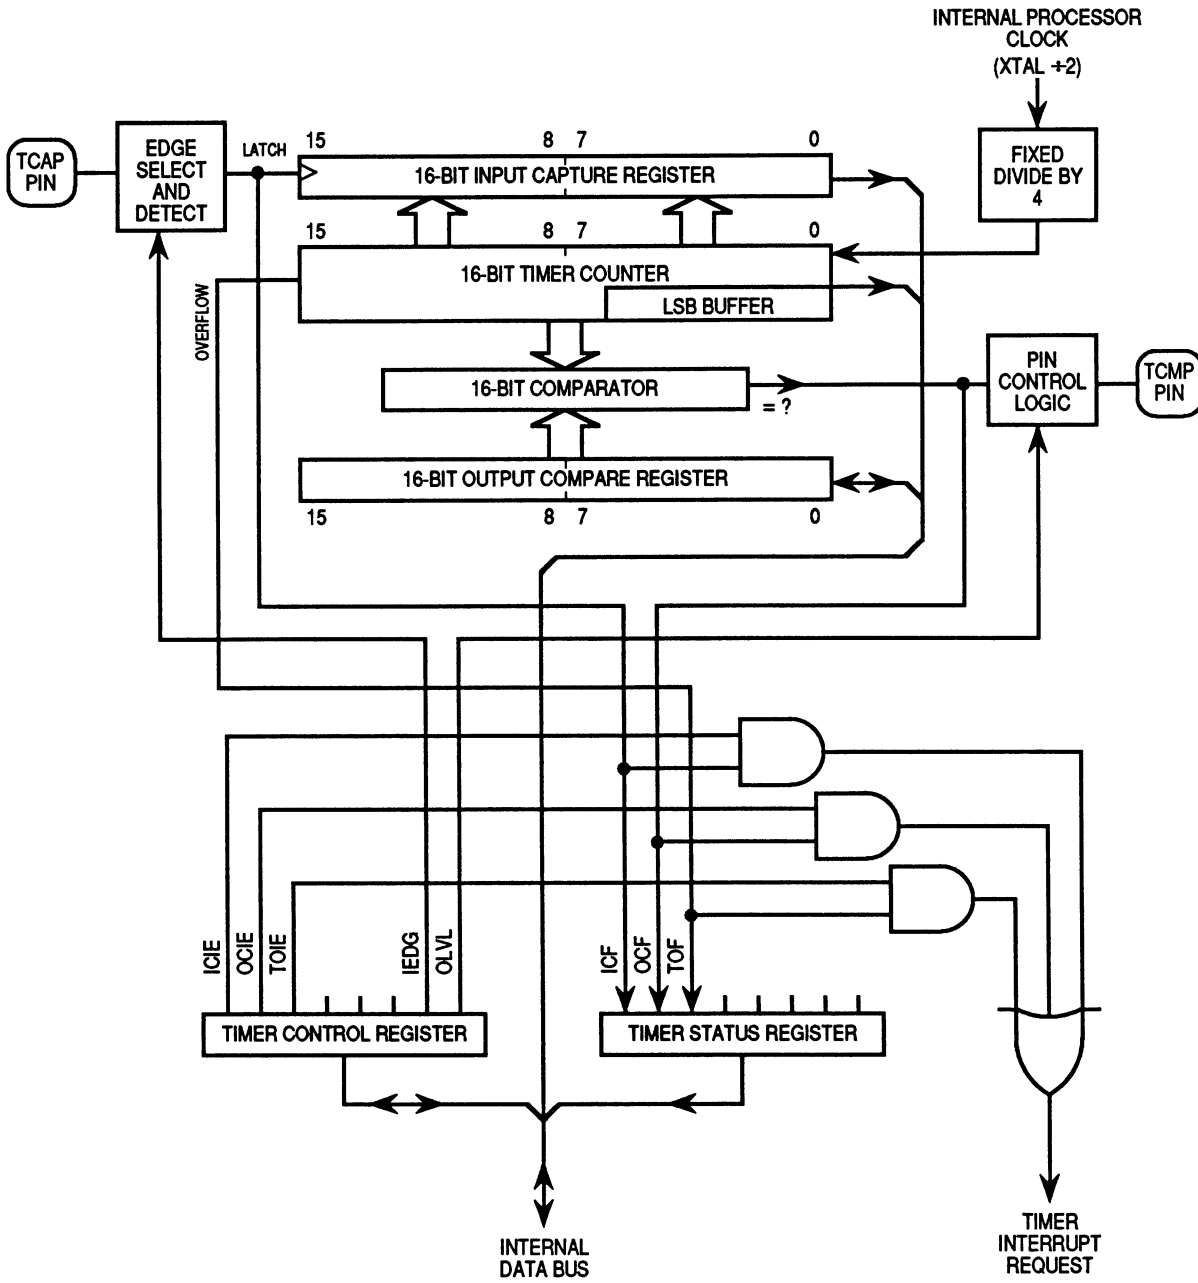 INTERNAL PROCESSOR
CLOCK
(XTAL ÷2)
TCAP
PIN
EDGE
SELECT
AND
DETECT
LATCH
15
8
7
0
16-BIT INPUT CAPTURE REGISTER
FIXED
DIVIDE BY
4
15
8
7
0
16-BIT TIMER COUNTER
LSB BUFFER
OVERFLOW
16-BIT COMPARATOR
= ?
PIN
CONTROL
LOGIC
TCMP
PIN
16-BIT OUTPUT COMPARE REGISTER
15
8
7
0
ICIE
OCIE
TOIE
IEDG
OLVL
ICF
OCF
TOF
TIMER CONTROL REGISTER
TIMER STATUS REGISTER
INTERNAL
DATA BUS
TIMER
INTERRUPT
REQUEST